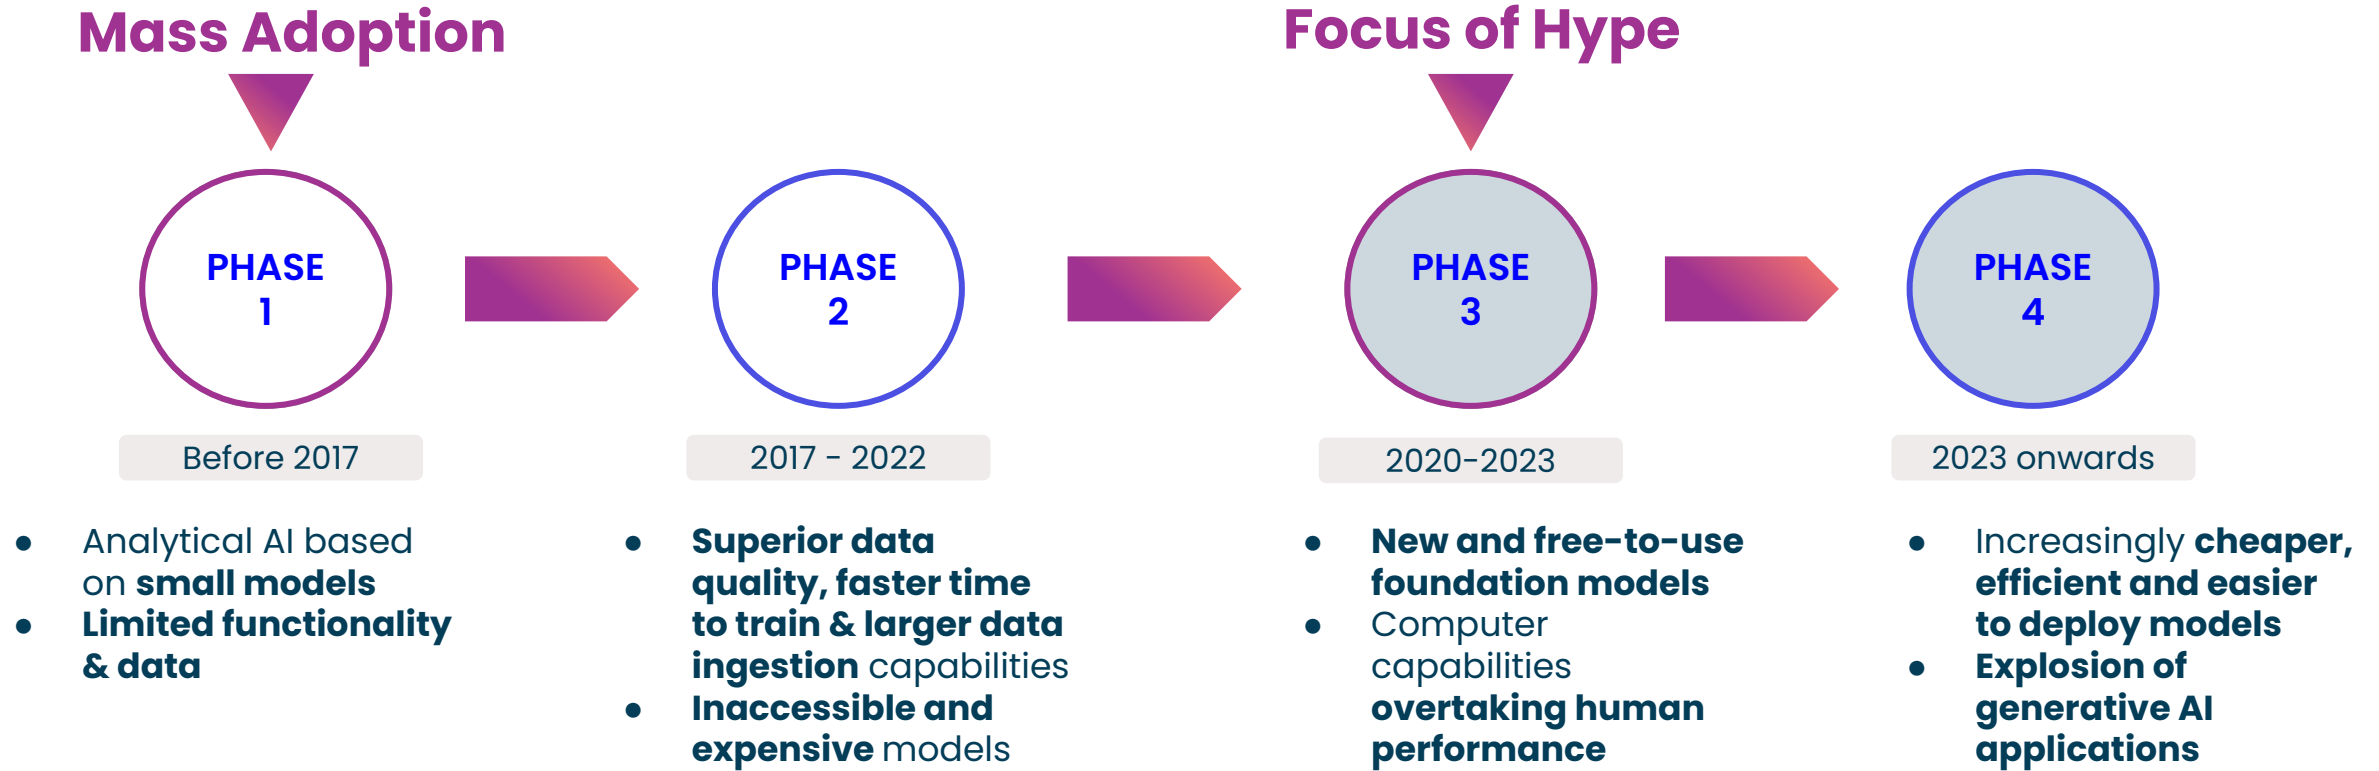 Mass Adoption
Focus of Hype
PHASE
1
PHASE
2
PHASE
3
PHASE
4
Before 2017
2017 - 2022
2020-2023
2023 onwards
● Analytical AI based
on small models
● Limited functionality
& data
● Superior data
quality, faster time
to train & larger data
ingestion capabilities
● Inaccessible and
expensive models
● New and free-to-use
foundation models
● Computer
capabilities
overtaking human
performance
● Increasingly cheaper,
efficient and easier
to deploy models
● Explosion of
generative AI
applications